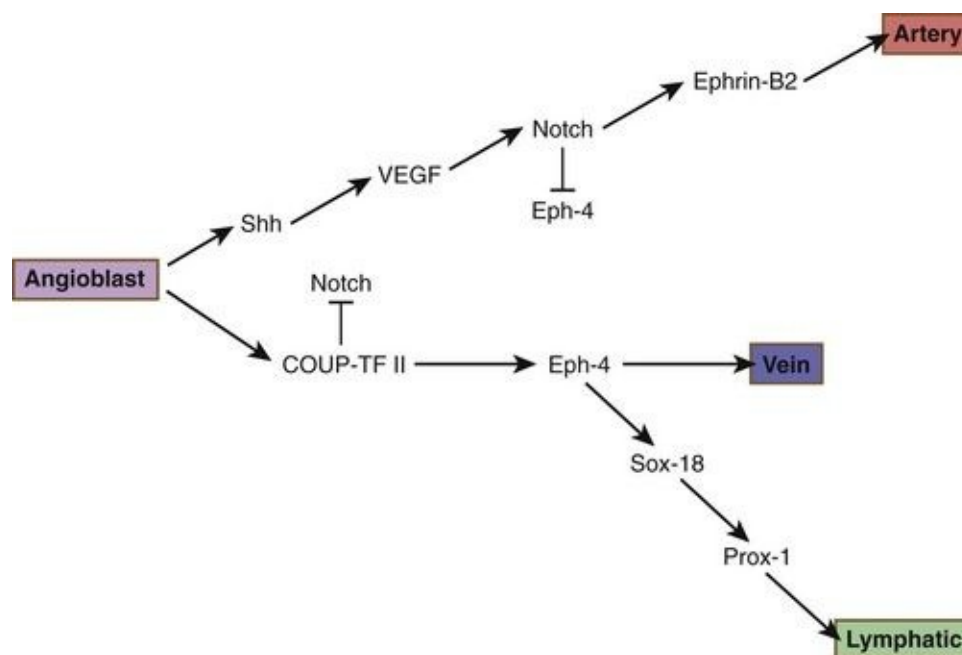 Artery
Ephrin-B2
Notch
VEGF
Eph-4
Shh
Angioblast
Notch
COUP-TF II
Eph-4
Vein
Sox-18
Prox-1
Lymphatic